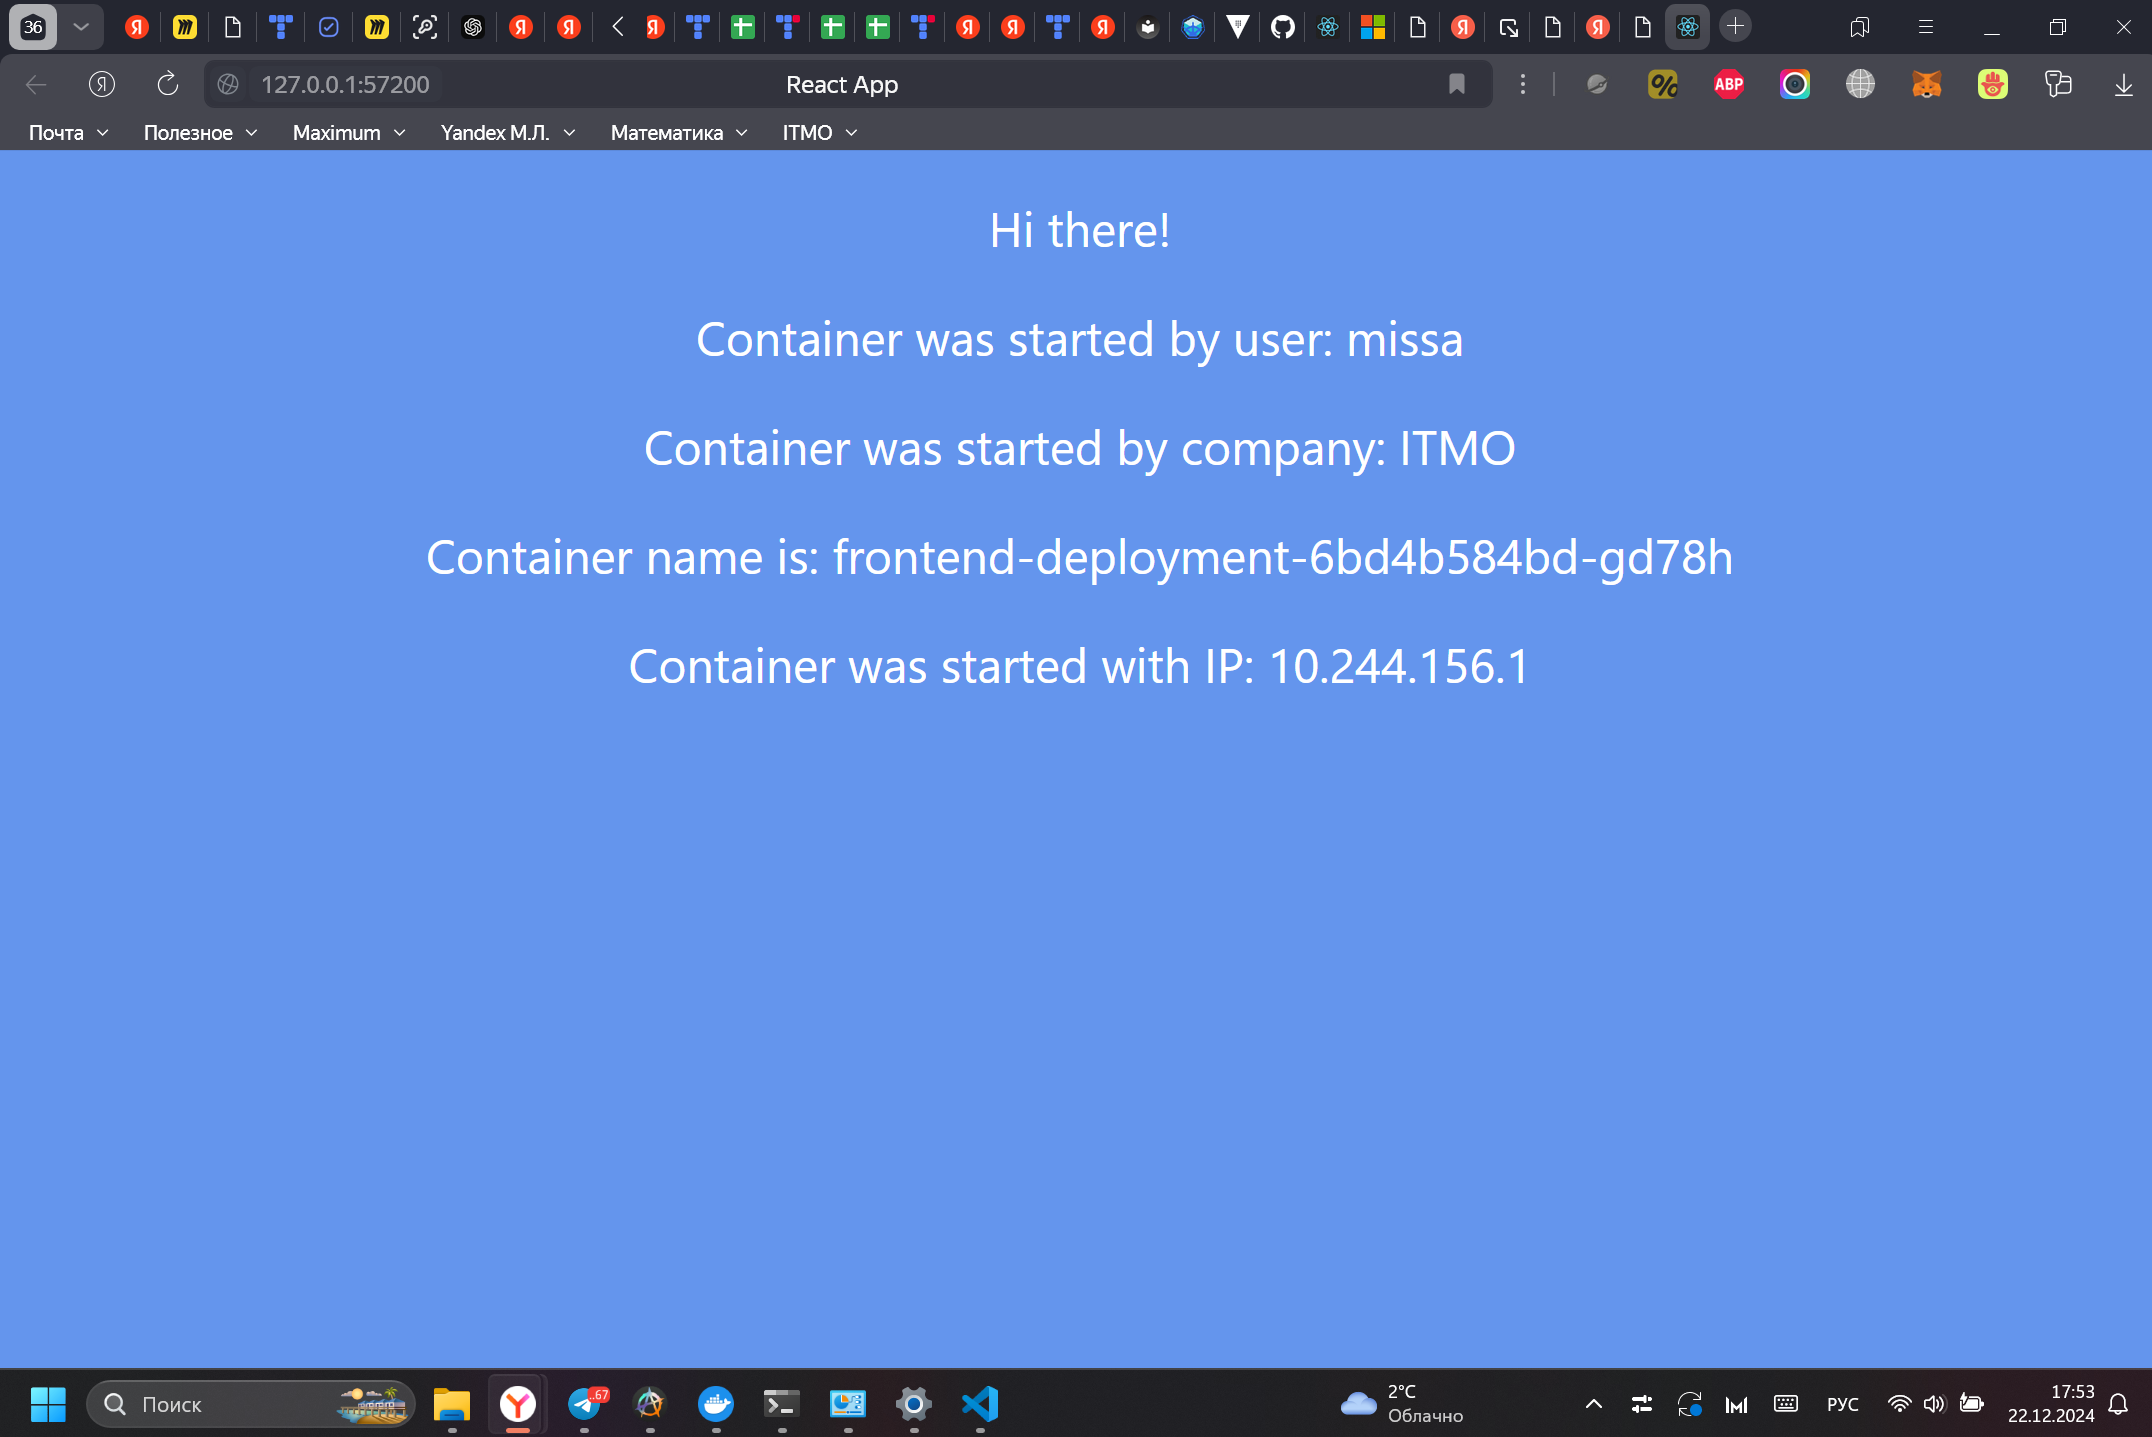 36
127.0.0.1:57200
React App
ABP
Почта
Полезное
Maximum
Yandex М.Л.
Математика
ITMO
Hi there!
Container was started by user: missa
Container was started by company: ITMO
Container name is: frontend-deployment-6bd4b584bd-gd78h
Container was started with IP: 10.244.156.1
Поиск
..67
2°C
Облачно
РУС
17:53
22.12.2024